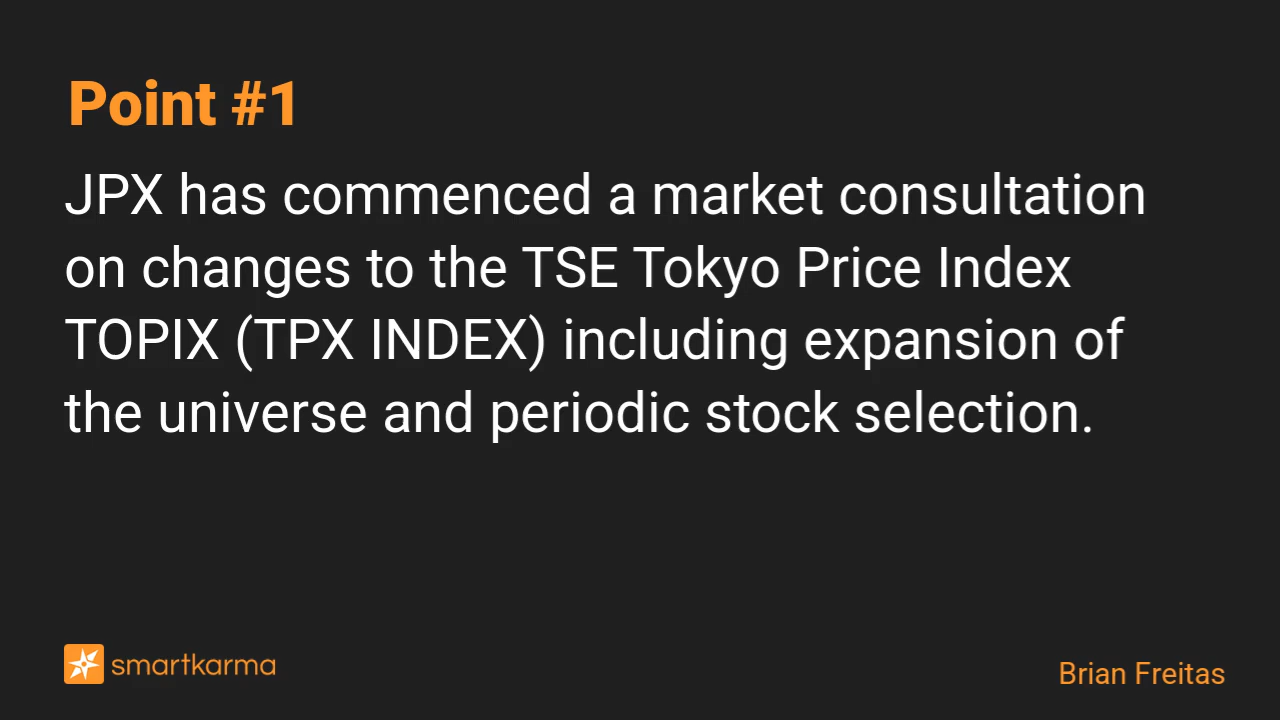 Point #1
JPX has commenced a market consultation
on changes to the TSE Tokyo Price Index
TOPIX (TPX INDEX) including expansion of
the universe and periodic stock selection.
smartkarma
Brian Freitas